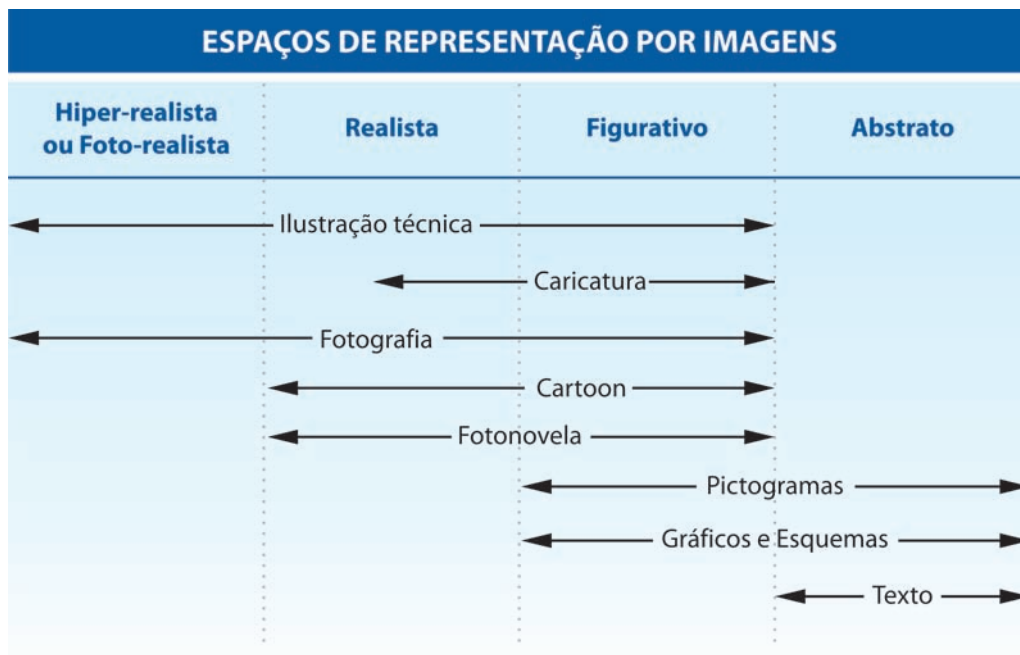 ESPAÇOS DE REPRESENTAÇÃO POR IMAGENS
Hiper-realista
ou Foto-realista
Realista
Figurativo
Abstrato
Ilustração técnica
Caricatura
Fotografia
Cartoon
Fotonovela
Pictogramas
Gráficos e Esquemas
Texto